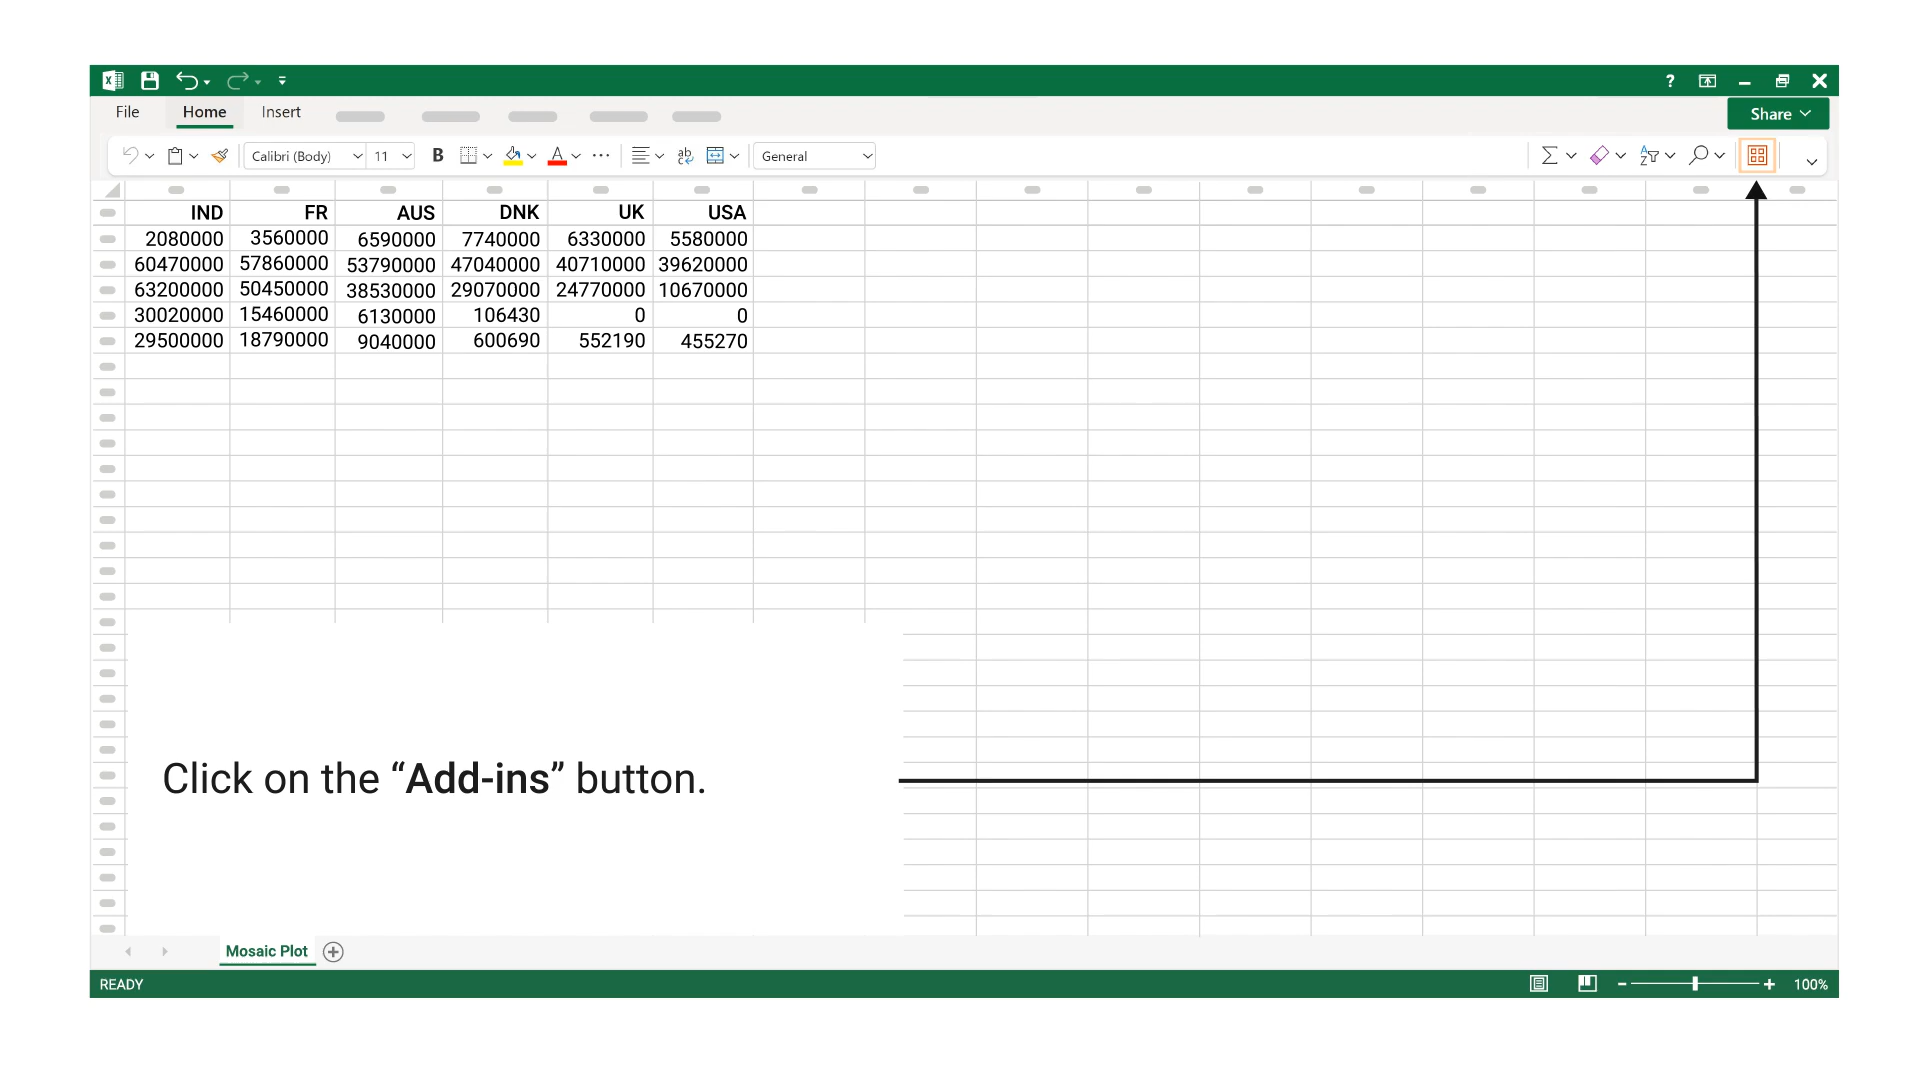 File Home Insert Share
Calibri (Body) 11 B A ... ab General
IND FR AUS DNK UK USA
2080000 3560000 6590000 7740000 6330000 5580000
60470000 57860000 53790000 47040000 40710000 39620000
63200000 50450000 38530000 29070000 24770000 10670000
30020000 15460000 6130000 106430 0 0
29500000 18790000 9040000 600690 552190 455270
Click on the “Add-ins” button.
Mosaic Plot
READY 100%